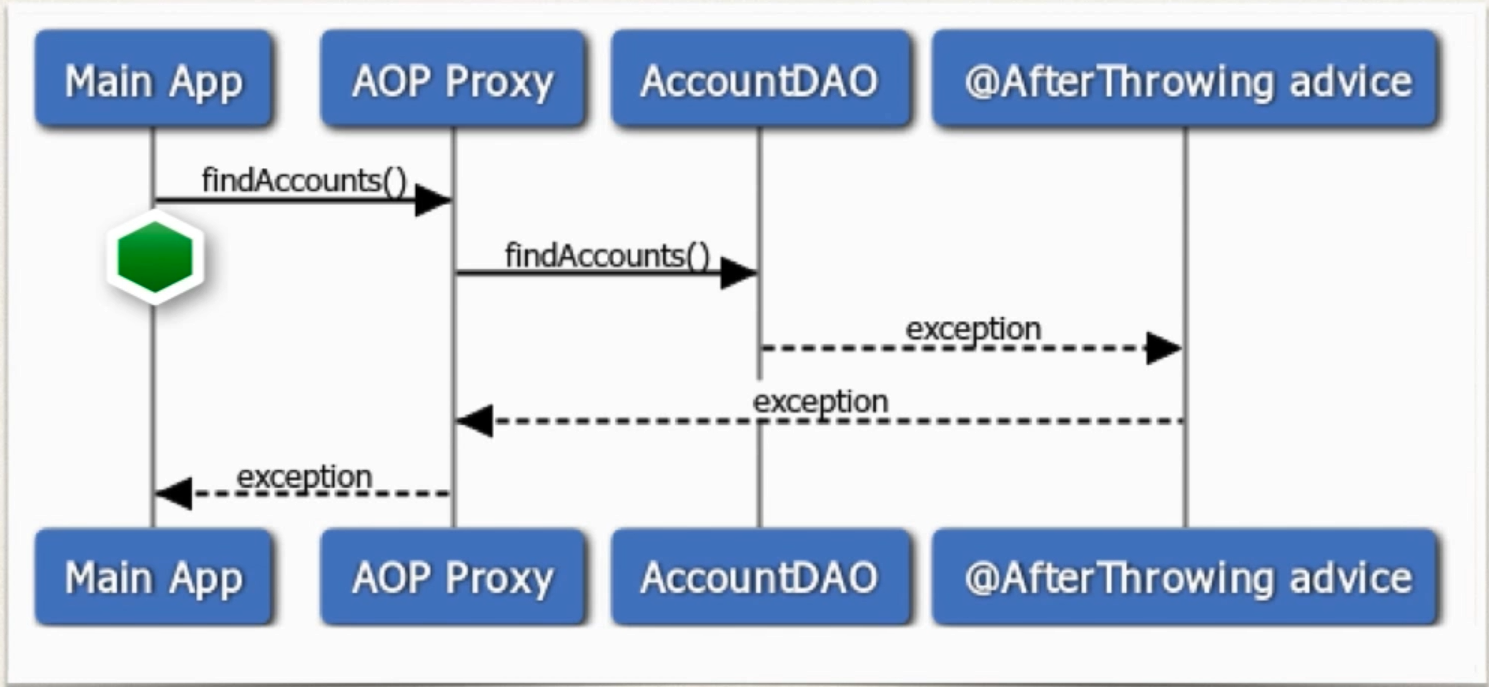 Main App
AOP Proxy
AccountDAO
@AfterThrowing advice
findAccounts()
findAccounts()
exception
exception
exception
Main App
AOP Proxy
AccountDAO
@AfterThrowing advice